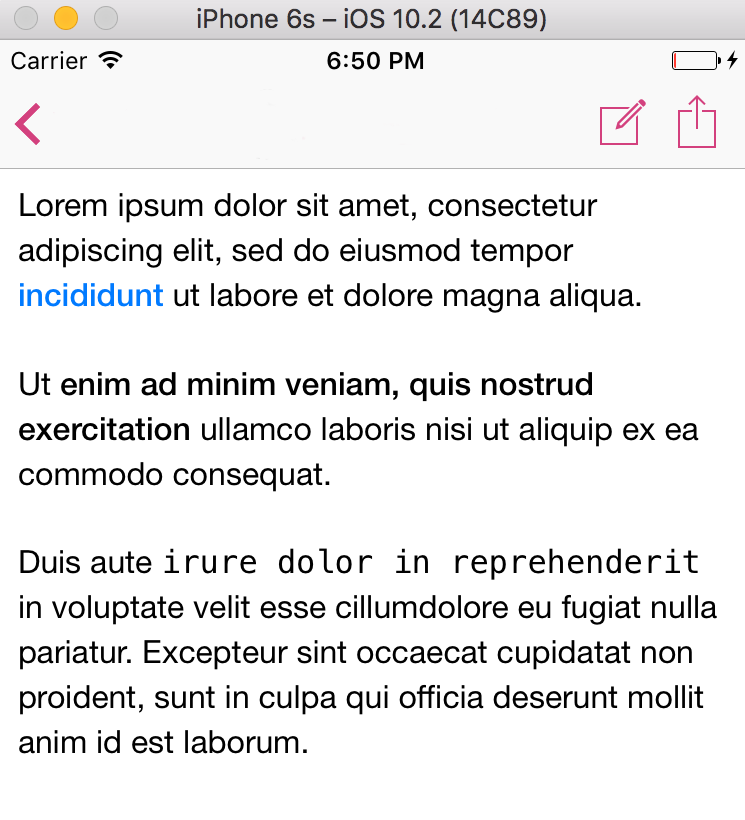 iPhone 6s – iOS 10.2 (14C89)
Carrier 6:50 PM
Lorem ipsum dolor sit amet, consectetur
adipiscing elit, sed do eiusmod tempor
incididunt ut labore et dolore magna aliqua.
Ut enim ad minim veniam, quis nostrud
exercitation ullamco laboris nisi ut aliquip ex ea
commodo consequat.
Duis aute irure dolor in reprehenderit
in voluptate velit esse cillumdolore eu fugiat nulla
pariatur. Excepteur sint occaecat cupidatat non
proident, sunt in culpa qui officia deserunt mollit
anim id est laborum.